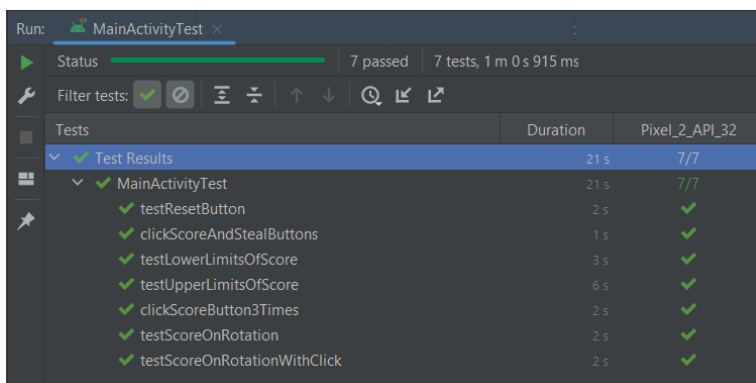 Run: MainActivityTest
Status 7 passed 7 tests, 1 m 0 s 915 ms
Filter tests:
Tests Duration Pixel_2_API_32
Test Results 21 s 7/7
MainActivityTest 21 s 7/7
testResetButton 2 s
clickScoreAndStealButtons 1 s
testLowerLimitsOfScore 3 s
testUpperLimitsOfScore 6 s
clickScoreButton3Times 2 s
testScoreOnRotation 2 s
testScoreOnRotationWithClick 2 s